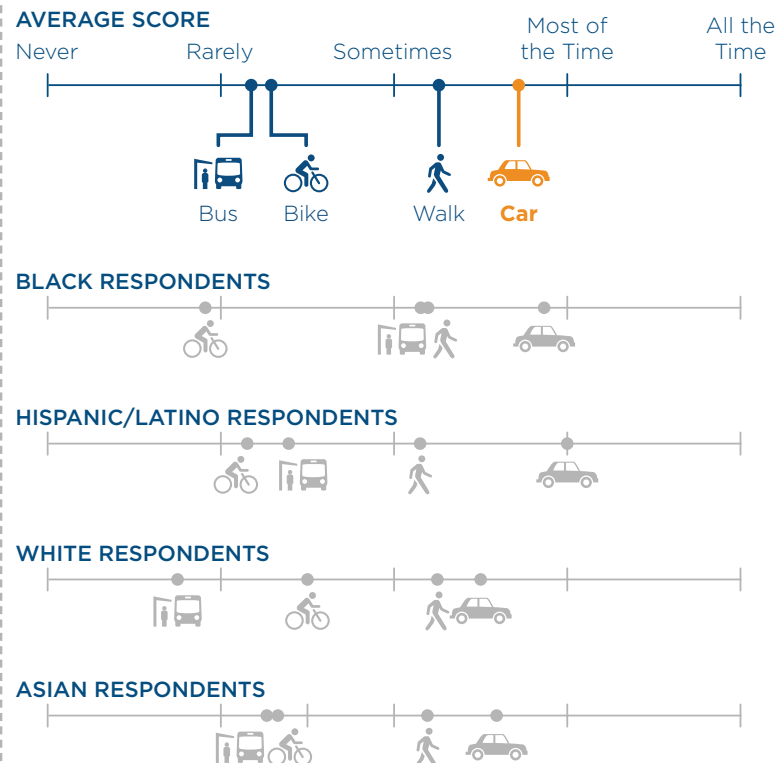 AVERAGE SCORE
Never Rarely Sometimes Most of the Time All the Time
Bus Bike Walk Car
BLACK RESPONDENTS
HISPANIC/LATINO RESPONDENTS
WHITE RESPONDENTS
ASIAN RESPONDENTS